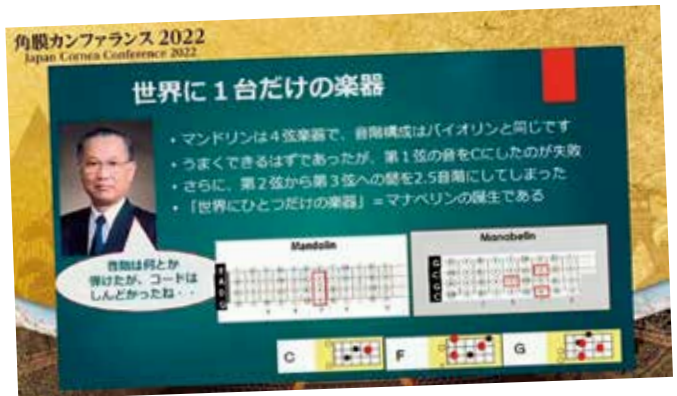 角膜カンファランス 2022
Japan Cornea Conference 2022
世界に1台だけの楽器
・マンドリンは4弦楽器で、音階構成はバイオリンと同じです
・うまくできるはずであったが、第1弦の音をCにしたのが失敗
・さらに、第2弦から第3弦への間を2.5音階にしてしまった
・「世界にひとつだけの楽器」=マナベリンの誕生である
音階は何とか
弾けたが、コードは
しんどかったね・・
Mandolin
E
A
D
G
Manabelin
G
C
G
C
C
F
G